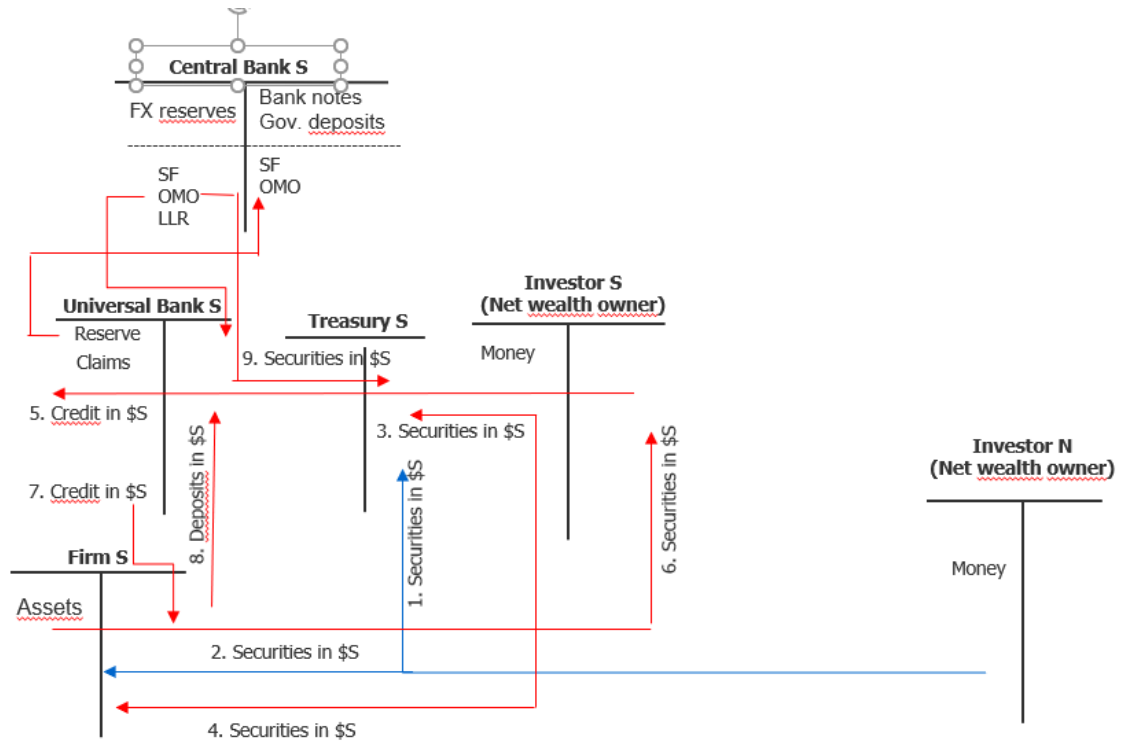 Central Bank S
FX reserves
Bank notes
Gov. deposits
SF
OMO
LLR
SF
OMO
Universal Bank S
Reserve
Claims
Treasury S
Investor S
(Net wealth owner)
Money
9. Securities in $S
5. Credit in $S
3. Securities in $S
7. Credit in $S
8. Deposits in $S
1. Securities in $S
6. Securities in $S
Investor N
(Net wealth owner)
Money
Firm S
Assets
2. Securities in $S
4. Securities in $S